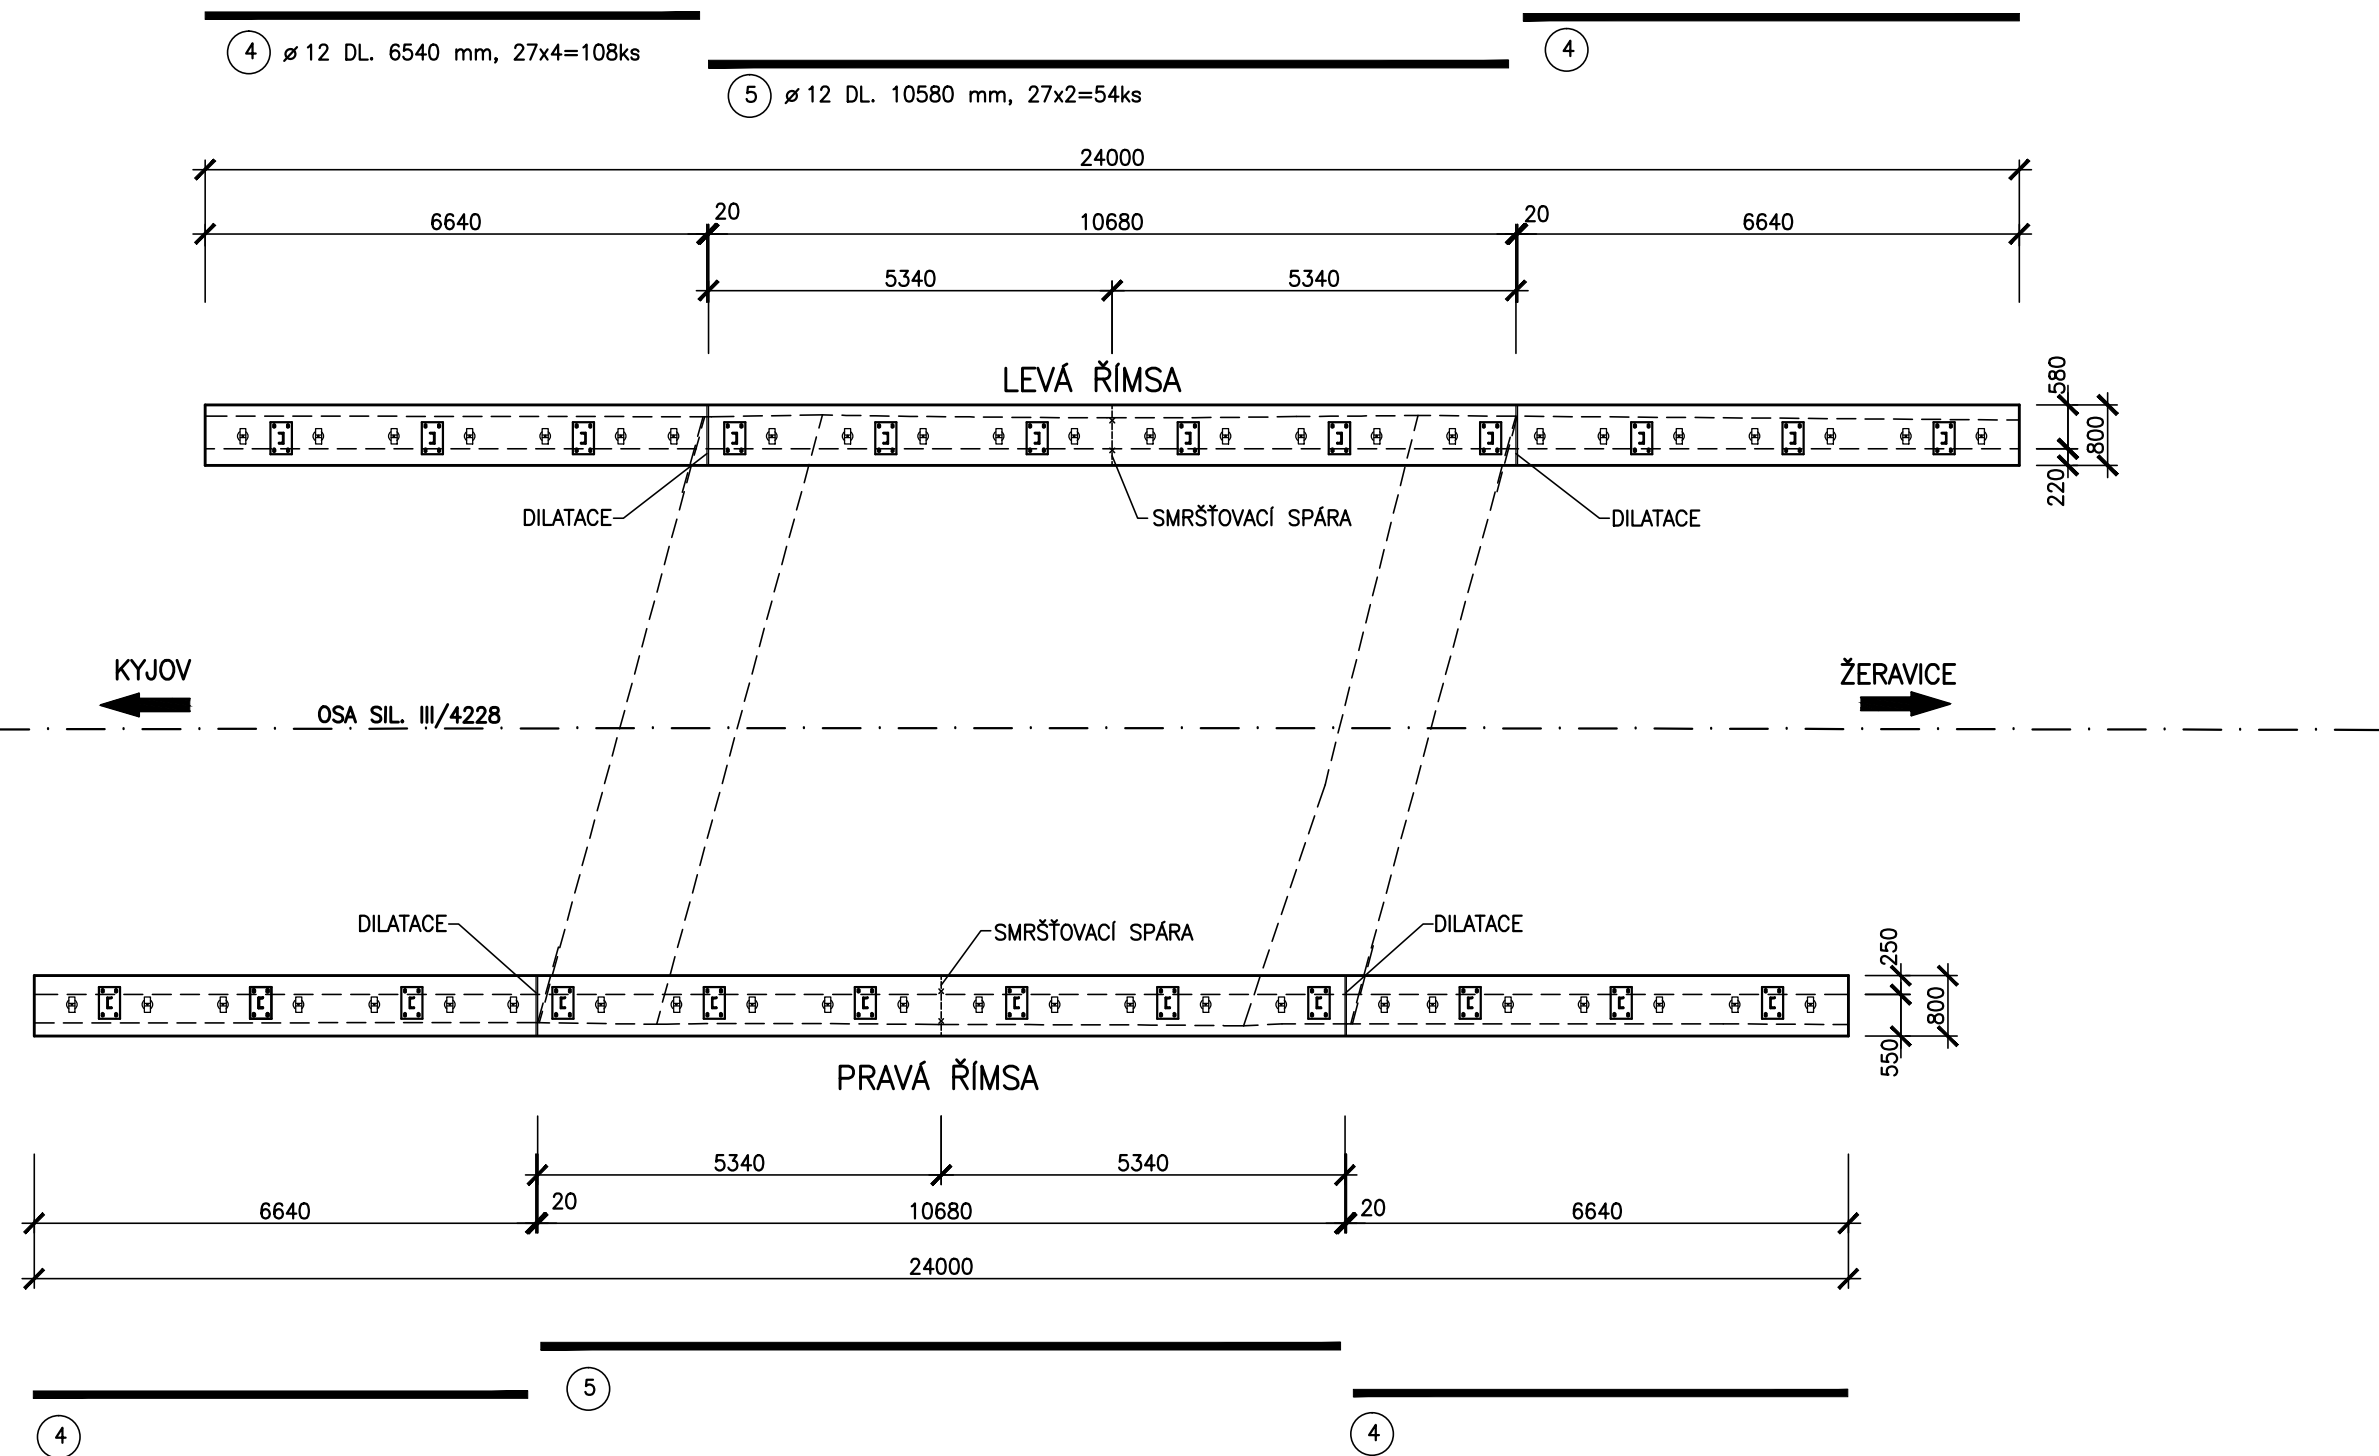 4 ⌀ 12 DL. 6540 mm, 27x4=108ks
4
5 ⌀ 12 DL. 10580 mm, 27x2=54ks
24000
6640 20 10680 20 6640
5340 5340
LEVÁ ŘÍMSA
580
800
220
DILATACE SMRŠŤOVACÍ SPÁRA DILATACE
KYJOV ŽERAVICE
OSA SIL. III/4228
DILATACE SMRŠŤOVACÍ SPÁRA DILATACE
250
800
550
PRAVÁ ŘÍMSA
5340 5340
6640 20 10680 20 6640
24000
5
4 4